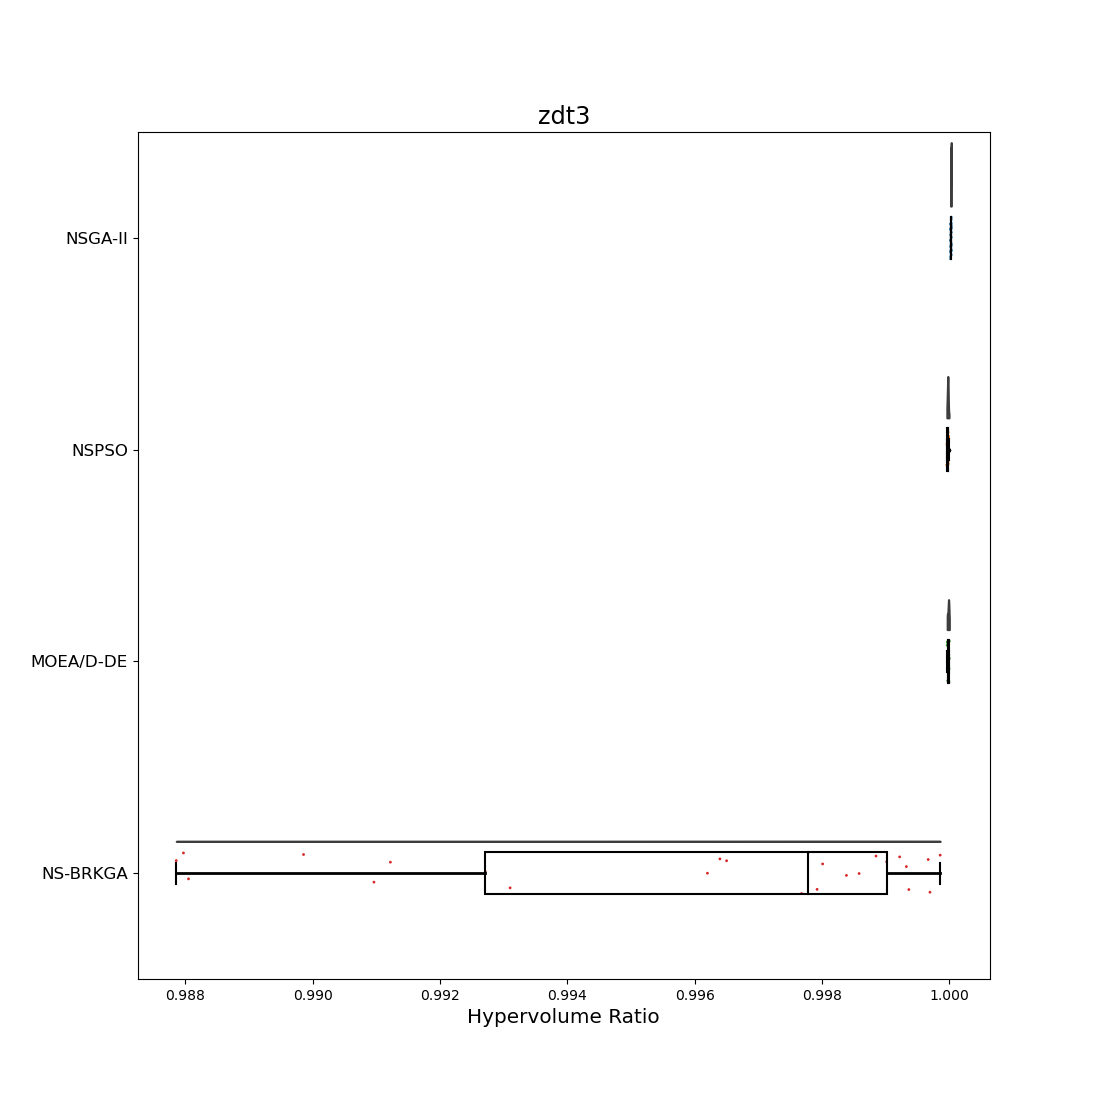 zdt3
NSGA-II
NSPSO
MOEA/D-DE
NS-BRKGA
0.988 0.990 0.992 0.994 0.996 0.998 1.000
Hypervolume Ratio